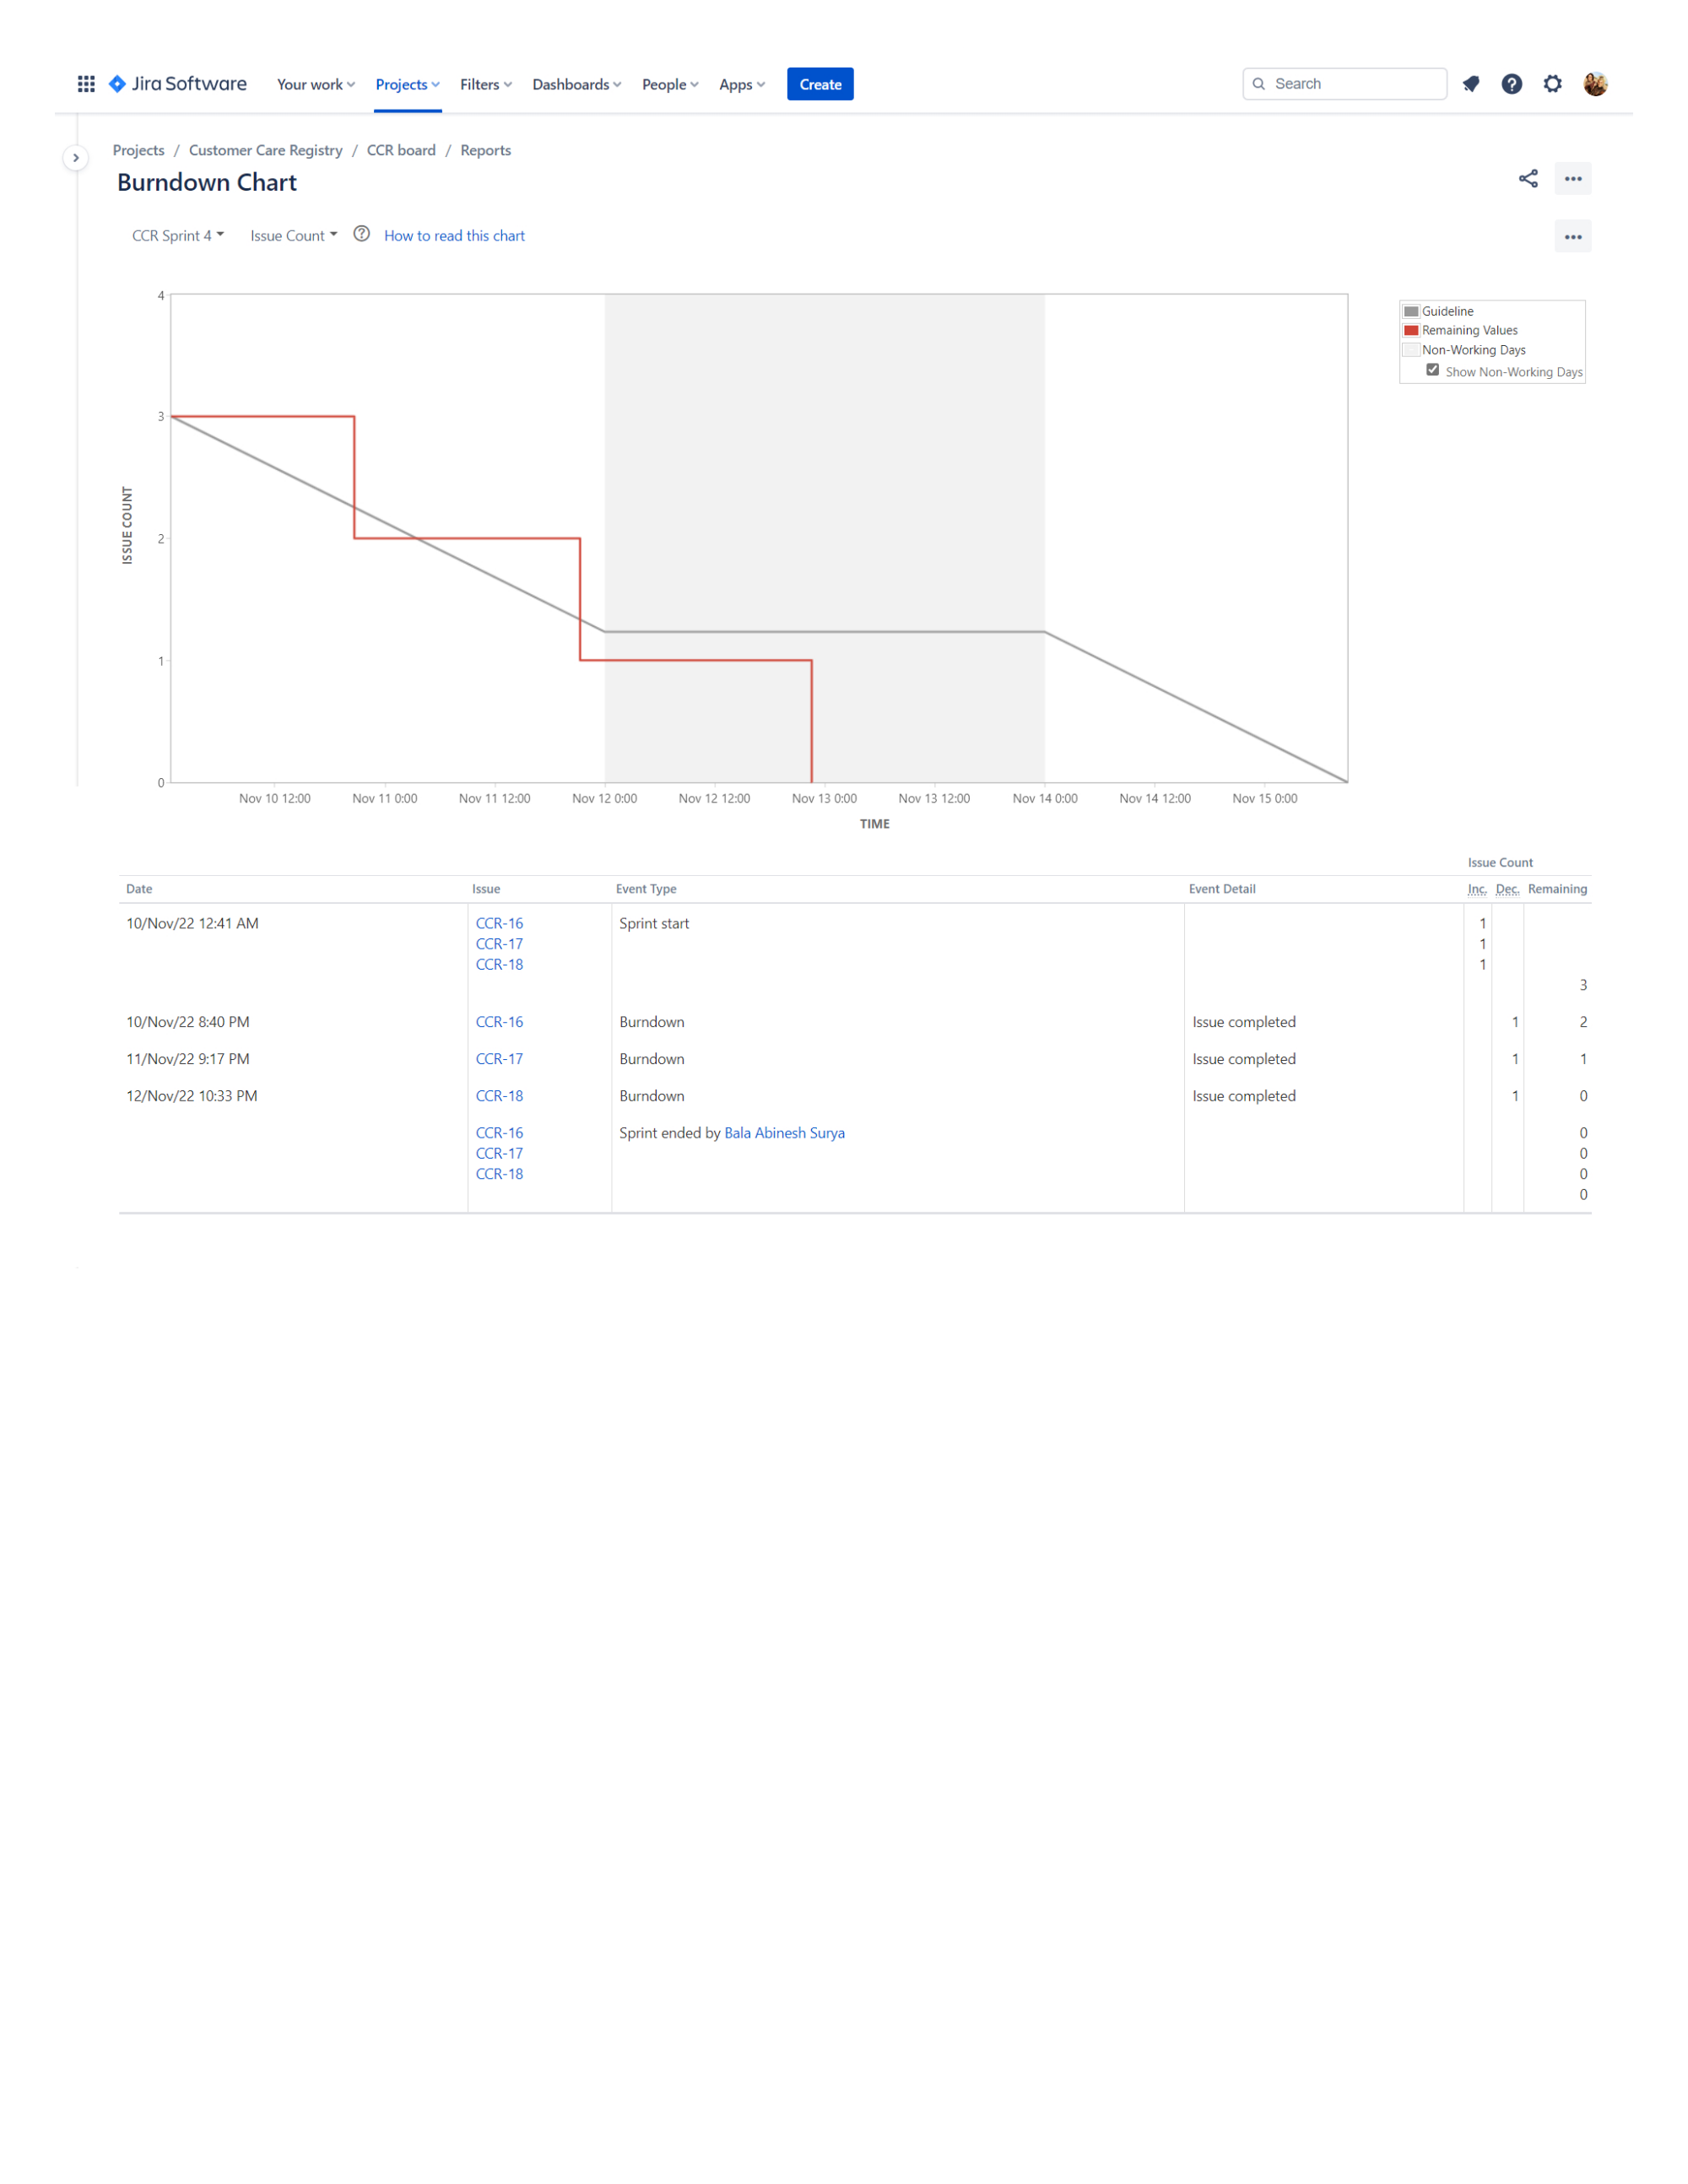 Jira Software Your work Projects Filters Dashboards People Apps Create Search
Projects / Customer Care Registry / CCR board / Reports
Burndown Chart
CCR Sprint 4 Issue Count How to read this chart
4
3
2
1
0
ISSUE COUNT
Guideline
Remaining Values
Non-Working Days
Show Non-Working Days
Nov 10 12:00 Nov 11 0:00 Nov 11 12:00 Nov 12 0:00 Nov 12 12:00 Nov 13 0:00 Nov 13 12:00 Nov 14 0:00 Nov 14 12:00 Nov 15 0:00
TIME
Issue Count
Date Issue Event Type Event Detail Inc. Dec. Remaining
10/Nov/22 12:41 AM CCR-16 Sprint start 1
CCR-17 1
CCR-18 1
3
10/Nov/22 8:40 PM CCR-16 Burndown Issue completed 1 2
11/Nov/22 9:17 PM CCR-17 Burndown Issue completed 1 1
12/Nov/22 10:33 PM CCR-18 Burndown Issue completed 1 0
CCR-16 Sprint ended by Bala Abinesh Surya 0
CCR-17 0
CCR-18 0
0